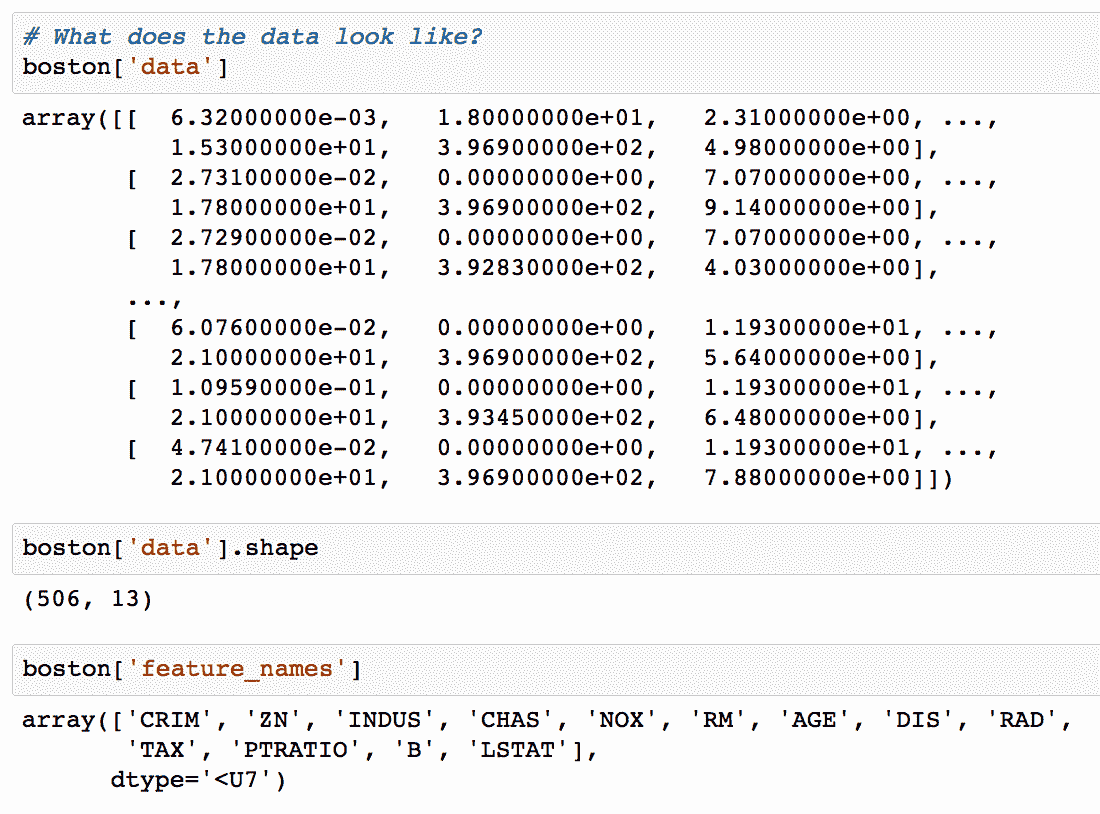 # What does the data look like?
boston['data']
array([[  6.32000000e-03,   1.80000000e+01,   2.31000000e+00, ...,
          1.53000000e+01,   3.96900000e+02,   4.98000000e+00],
       [  2.73100000e-02,   0.00000000e+00,   7.07000000e+00, ...,
          1.78000000e+01,   3.96900000e+02,   9.14000000e+00],
       [  2.72900000e-02,   0.00000000e+00,   7.07000000e+00, ...,
          1.78000000e+01,   3.92830000e+02,   4.03000000e+00],
       ...,
       [  6.07600000e-02,   0.00000000e+00,   1.19300000e+01, ...,
          2.10000000e+01,   3.96900000e+02,   5.64000000e+00],
       [  1.09590000e-01,   0.00000000e+00,   1.19300000e+01, ...,
          2.10000000e+01,   3.93450000e+02,   6.48000000e+00],
       [  4.74100000e-02,   0.00000000e+00,   1.19300000e+01, ...,
          2.10000000e+01,   3.96900000e+02,   7.88000000e+00]])
boston['data'].shape
(506, 13)
boston['feature_names']
array(['CRIM', 'ZN', 'INDUS', 'CHAS', 'NOX', 'RM', 'AGE', 'DIS', 'RAD',
       'TAX', 'PTRATIO', 'B', 'LSTAT'],
      dtype='<U7')